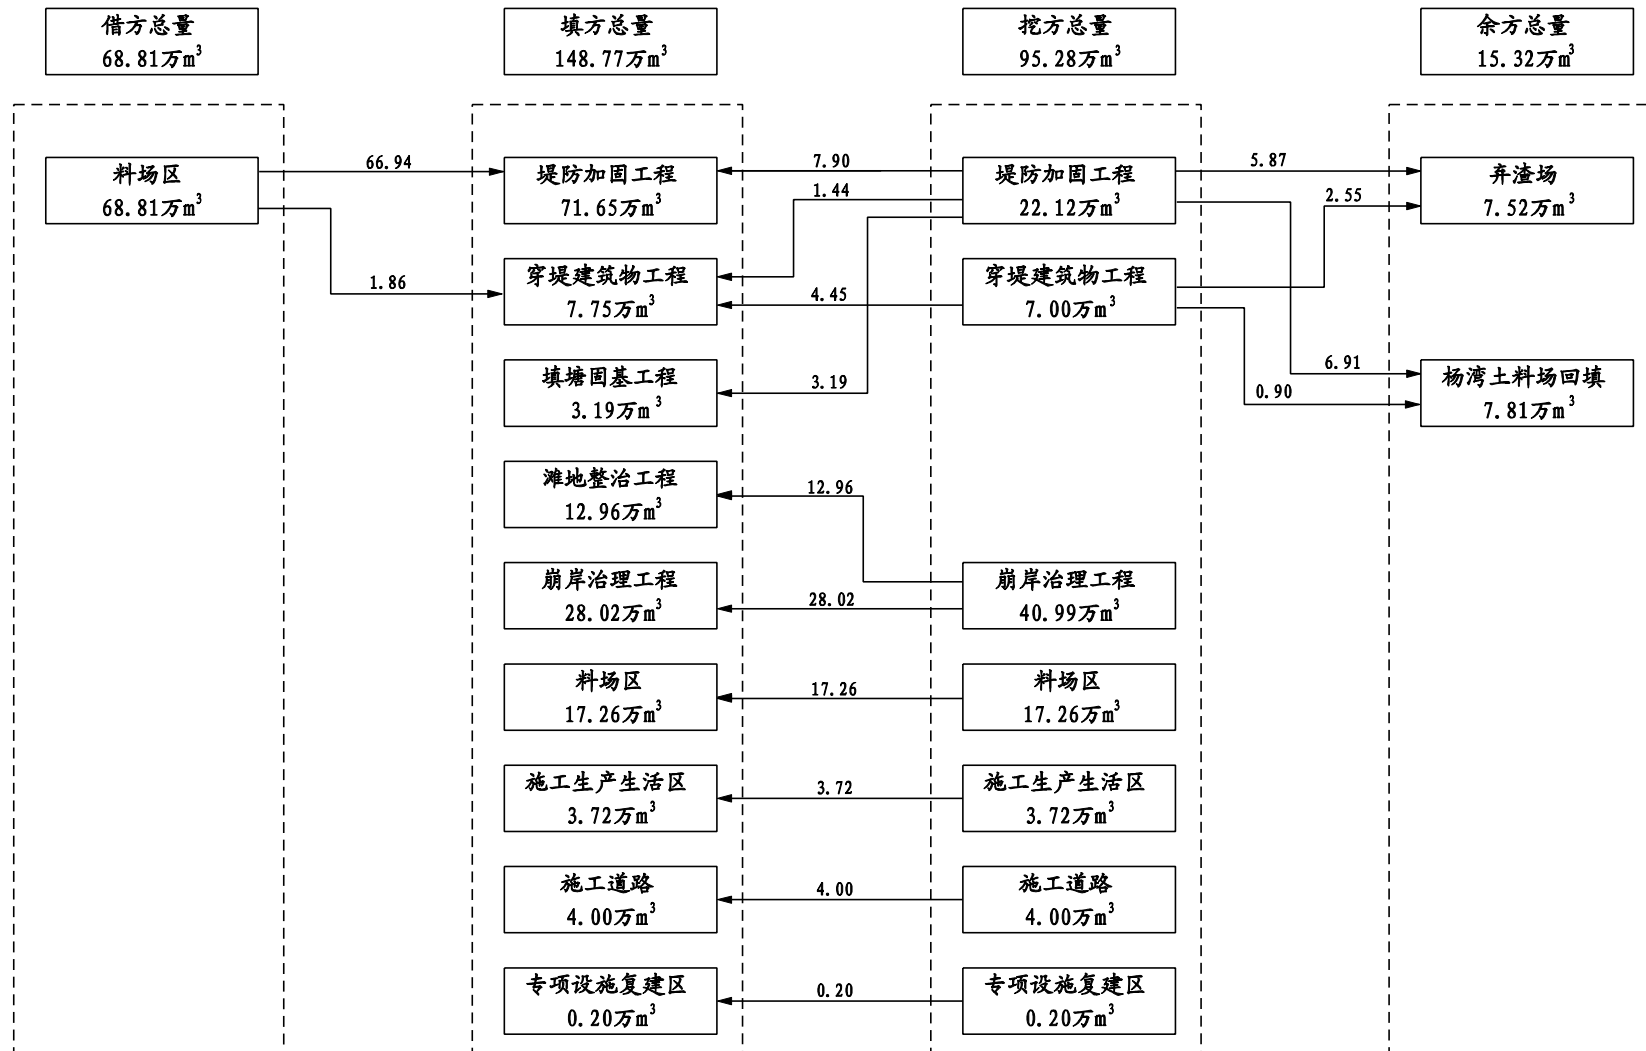 借方总量
68.81万m³
填方总量
148.77万m³
挖方总量
95.28万m³
余方总量
15.32万m³
料场区
68.81万m³
66.94
1.86
堤防加固工程
71.65万m³
7.90
1.44
堤防加固工程
22.12万m³
5.87
2.55
弃渣场
7.52万m³
穿堤建筑物工程
7.75万m³
4.45
穿堤建筑物工程
7.00万m³
填塘固基工程
3.19万m³
3.19
6.91
0.90
杨湾土料场回填
7.81万m³
滩地整治工程
12.96万m³
12.96
崩岸治理工程
28.02万m³
28.02
崩岸治理工程
40.99万m³
料场区
17.26万m³
17.26
料场区
17.26万m³
施工生产生活区
3.72万m³
3.72
施工生产生活区
3.72万m³
施工道路
4.00万m³
4.00
施工道路
4.00万m³
专项设施复建区
0.20万m³
0.20
专项设施复建区
0.20万m³